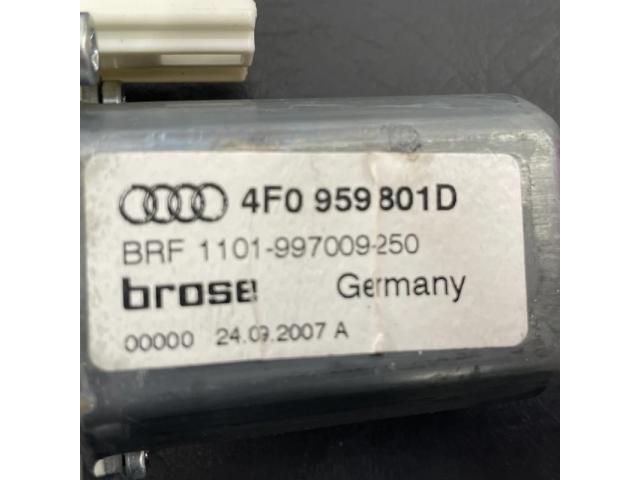 4F0 959 801D
BRF 1101-997009-250
brose Germany
00000 24.09.2007 A